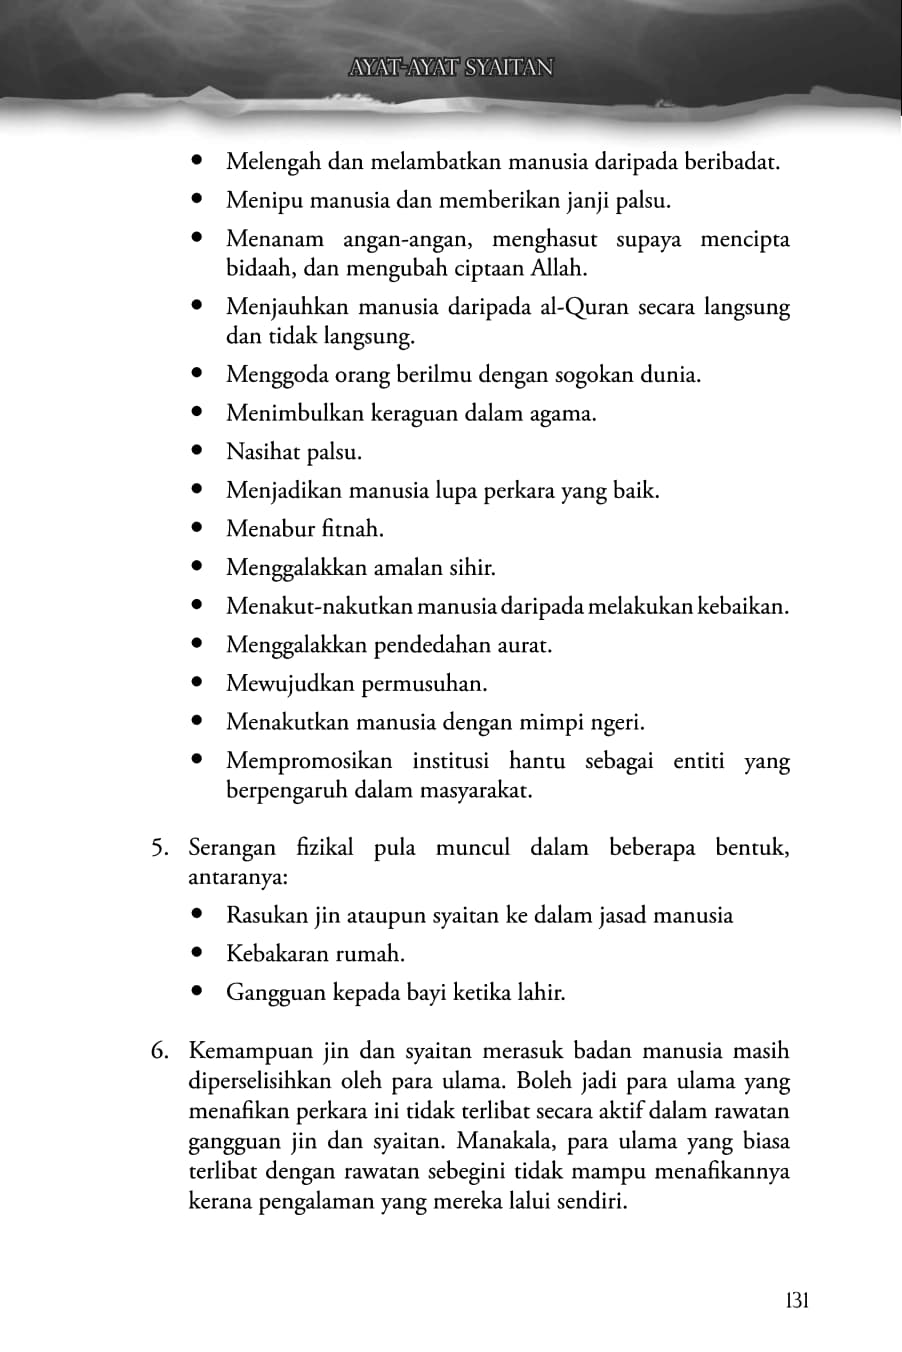 AYAT-AYAT SYAITAN
• Melengah dan melambatkan manusia daripada beribadat.
• Menipu manusia dan memberikan janji palsu.
• Menanam angan-angan, menghasut supaya mencipta
bidaah, dan mengubah ciptaan Allah.
• Menjauhkan manusia daripada al-Quran secara langsung
dan tidak langsung.
• Menggoda orang berilmu dengan sogokan dunia.
• Menimbulkan keraguan dalam agama.
• Nasihat palsu.
• Menjadikan manusia lupa perkara yang baik.
• Menabur fitnah.
• Menggalakkan amalan sihir.
• Menakut-nakutkan manusia daripada melakukan kebaikan.
• Menggalakkan pendedahan aurat.
• Mewujudkan permusuhan.
• Menakutkan manusia dengan mimpi ngeri.
• Mempromosikan institusi hantu sebagai entiti yang
berpengaruh dalam masyarakat.
5. Serangan fizikal pula muncul dalam beberapa bentuk,
antaranya:
• Rasukan jin ataupun syaitan ke dalam jasad manusia
• Kebakaran rumah.
• Gangguan kepada bayi ketika lahir.
6. Kemampuan jin dan syaitan merasuk badan manusia masih
diperselisihkan oleh para ulama. Boleh jadi para ulama yang
menafikan perkara ini tidak terlibat secara aktif dalam rawatan
gangguan jin dan syaitan. Manakala, para ulama yang biasa
terlibat dengan rawatan sebegini tidak mampu menafikannya
kerana pengalaman yang mereka lalui sendiri.
131